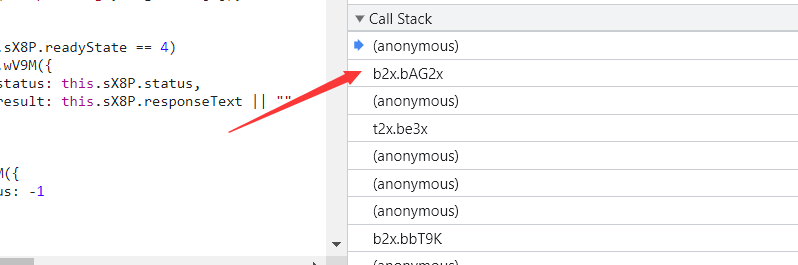 .sX8P.readyState == 4)
.wV9M({
status: this.sX8P.status,
result: this.sX8P.responseText || ""
M({
us: -1
Call Stack
(anonymous)
b2x.bAG2x
(anonymous)
t2x.be3x
(anonymous)
(anonymous)
(anonymous)
b2x.bbT9K
(anonymous)